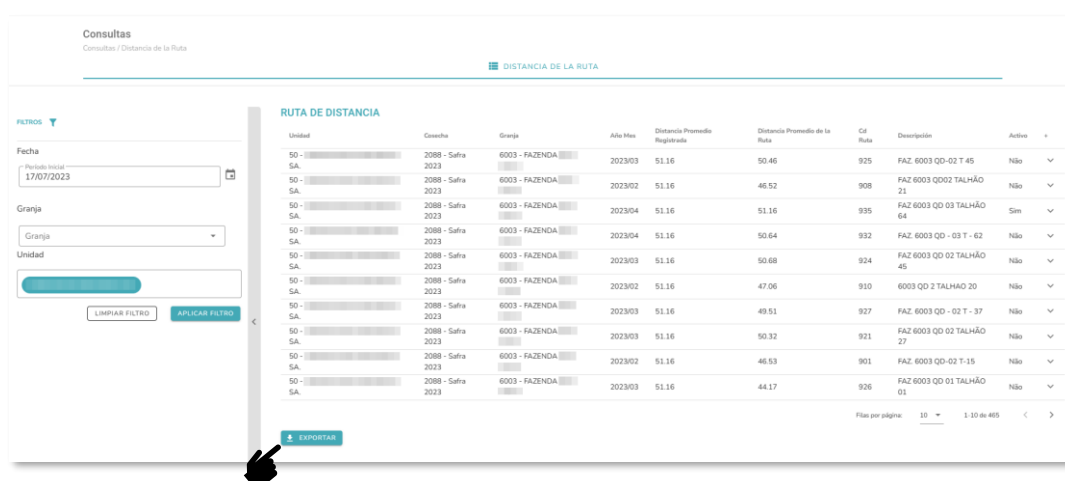 Consultas
Consultas / Distancia de la Ruta
DISTANCIA DE LA RUTA
FILTROS
Fecha
Período Inicial
17/07/2023
Granja
Granja
Unidad
LIMPIAR FILTRO APLICAR FILTRO
RUTA DE DISTANCIA
Unidad Cosecha Granja Año Mes Distancia Promedio Registrada Distancia Promedio de la Ruta Cd Ruta Descripción Activo +
50 - SA. 2088 - Safra 2023 6003 - FAZENDA 2023/03 51.16 50.46 925 FAZ. 6003 QD-02 T 45 Não
50 - SA. 2088 - Safra 2023 6003 - FAZENDA 2023/02 51.16 46.52 908 FAZ 6003 QD02 TALHÃO 21 Não
50 - SA. 2088 - Safra 2023 6003 - FAZENDA 2023/04 51.16 51.16 935 FAZ 6003 QD 03 TALHÃO 64 Sim
50 - SA. 2088 - Safra 2023 6003 - FAZENDA 2023/04 51.16 50.64 932 FAZ. 6003 QD - 03 T - 62 Não
50 - SA. 2088 - Safra 2023 6003 - FAZENDA 2023/03 51.16 50.68 924 FAZ 6003 QD 02 TALHÃO 45 Não
50 - SA. 2088 - Safra 2023 6003 - FAZENDA 2023/02 51.16 47.06 910 6003 QD 2 TALHAO 20 Não
50 - SA. 2088 - Safra 2023 6003 - FAZENDA 2023/03 51.16 49.51 927 FAZ. 6003 QD - 02 T - 37 Não
50 - SA. 2088 - Safra 2023 6003 - FAZENDA 2023/03 51.16 50.32 921 FAZ 6003 QD 02 TALHÃO 27 Não
50 - SA. 2088 - Safra 2023 6003 - FAZENDA 2023/02 51.16 46.53 901 FAZ. 6003 QD-02 T-15 Não
50 - SA. 2088 - Safra 2023 6003 - FAZENDA 2023/03 51.16 44.17 926 FAZ 6003 QD 01 TALHÃO 01 Não
Filas por página: 10 1-10 de 465
EXPORTAR